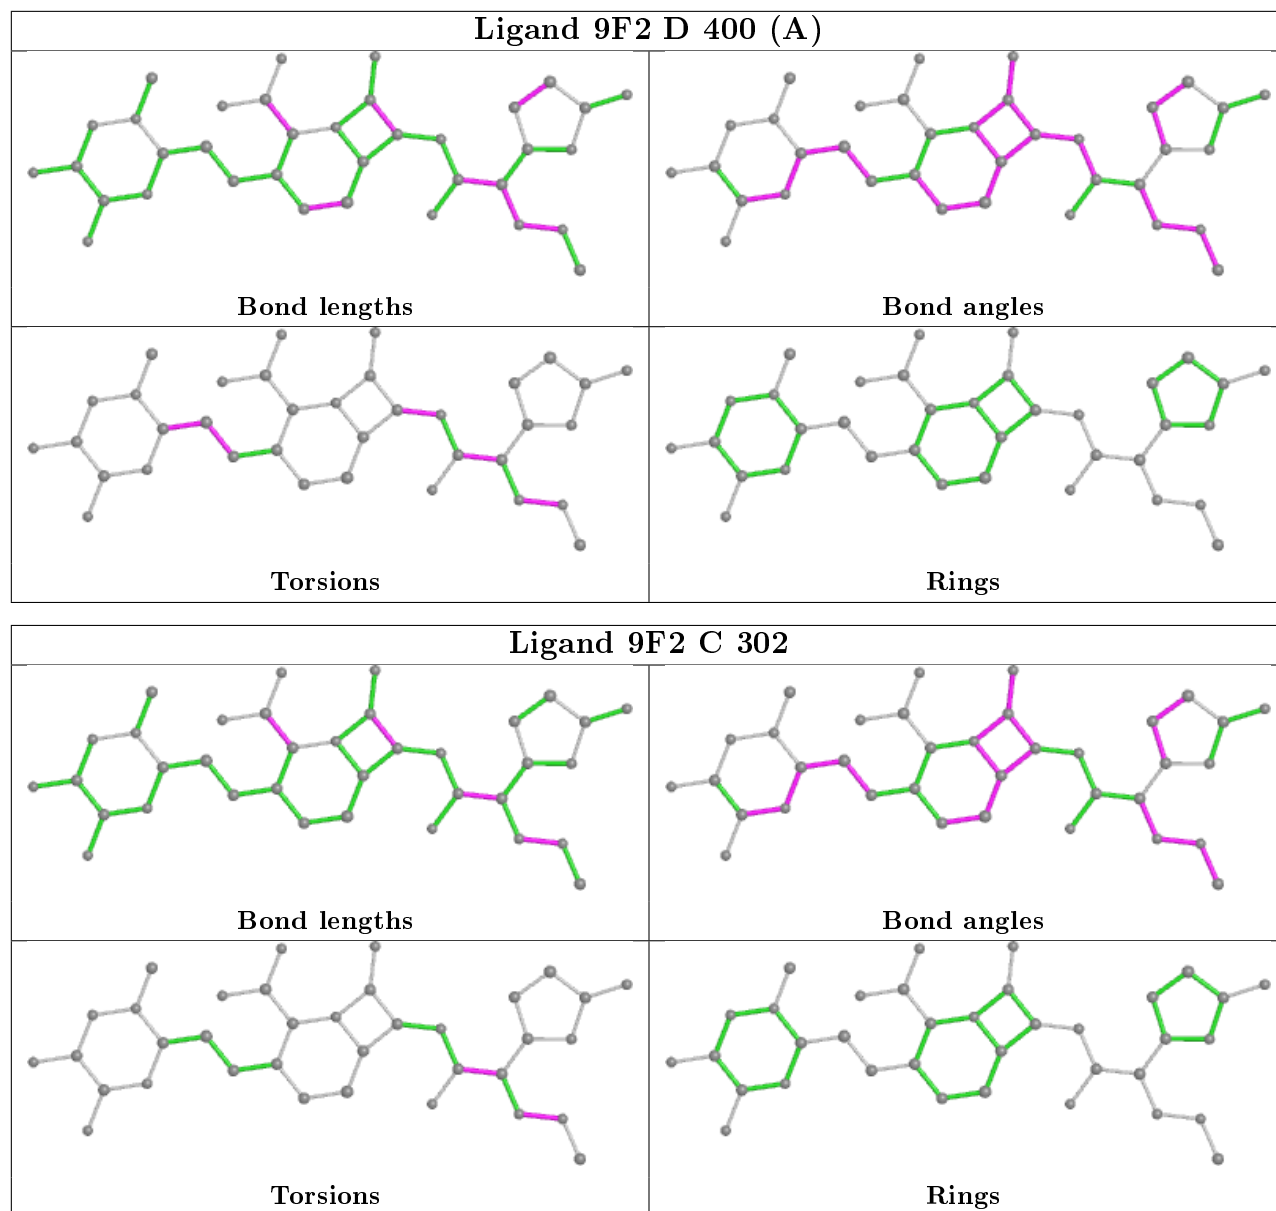 Ligand 9F2 D 400 (A)
Bond lengths
Bond angles
Torsions
Rings
Ligand 9F2 C 302
Bond lengths
Bond angles
Torsions
Rings